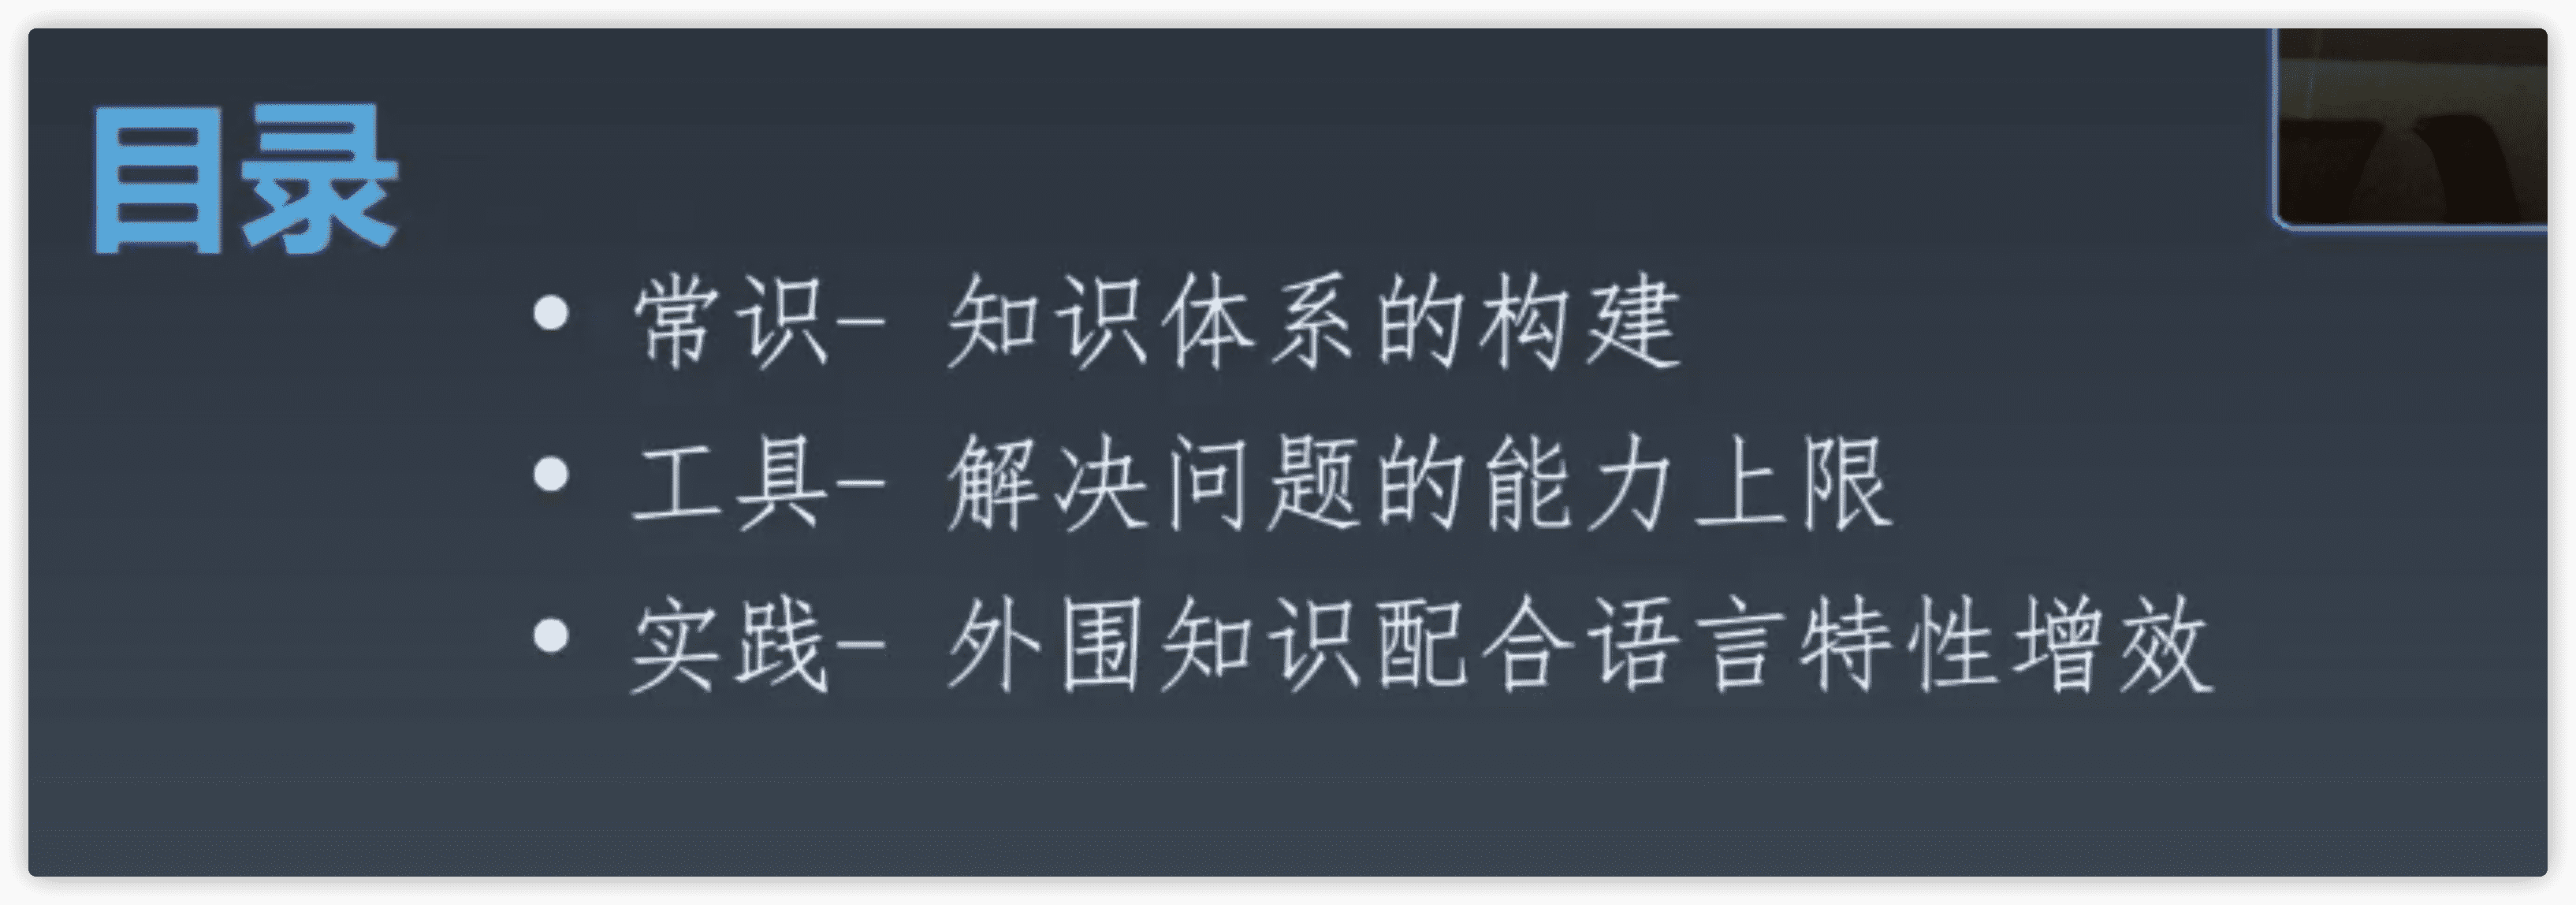 目录
• 常识– 知识体系的构建
• 工具– 解决问题的能力上限
• 实践– 外围知识配合语言特性增效